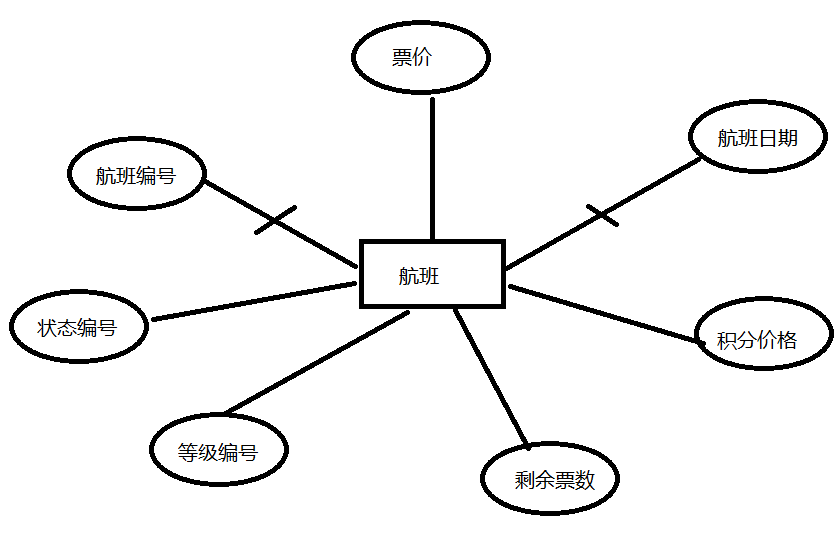 票价
航班日期
航班编号
航班
状态编号
积分价格
等级编号
剩余票数